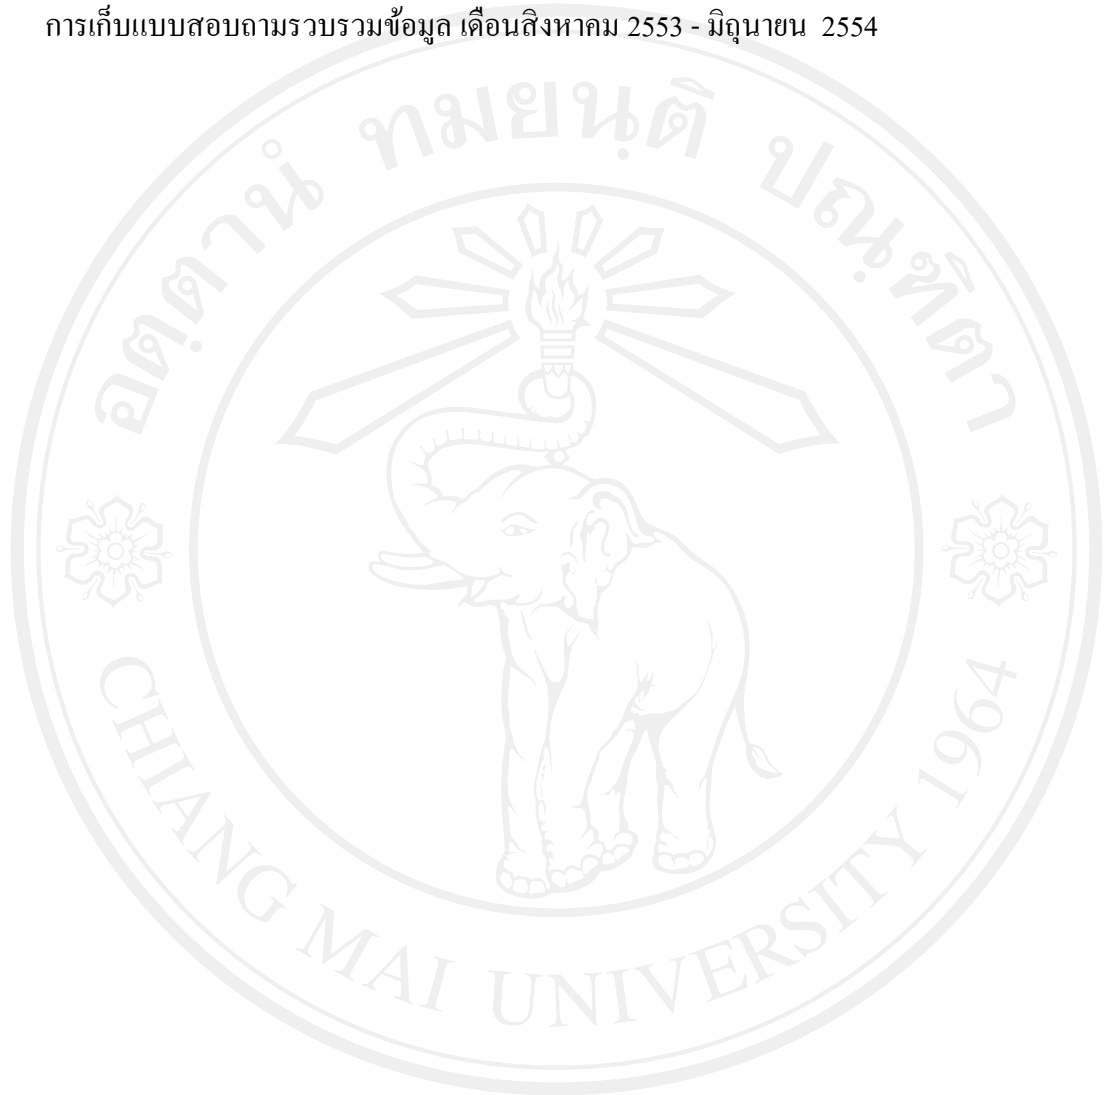 การเก็บแบบสอบถามรวบรวมข้อมูล เดือนสิงหาคม 2553 - มิถุนายน 2554
อตฺตานํ ทมยนฺติ ปณฺฑิตา
CHIANG MAI UNIVERSITY 1964